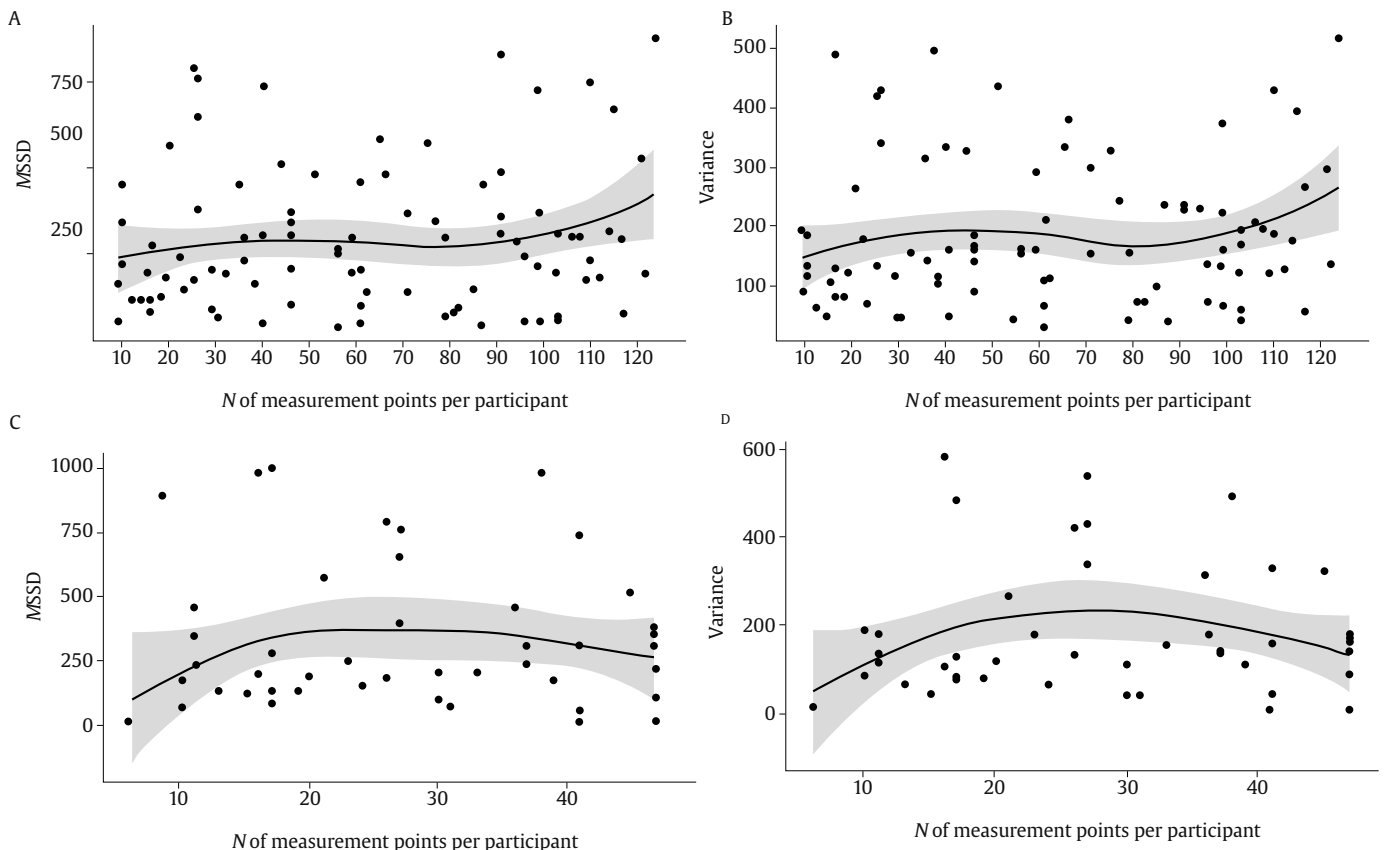 A
MSSD
750
500
250
10 20 30 40 50 60 70 80 90 100 110 120
N of measurement points per participant
B
Variance
500
400
300
200
100
10 20 30 40 50 60 70 80 90 100 110 120
N of measurement points per participant
C
MSSD
1000
750
500
250
0
10 20 30 40
N of measurement points per participant
D
Variance
600
400
200
0
10 20 30 40
N of measurement points per participant